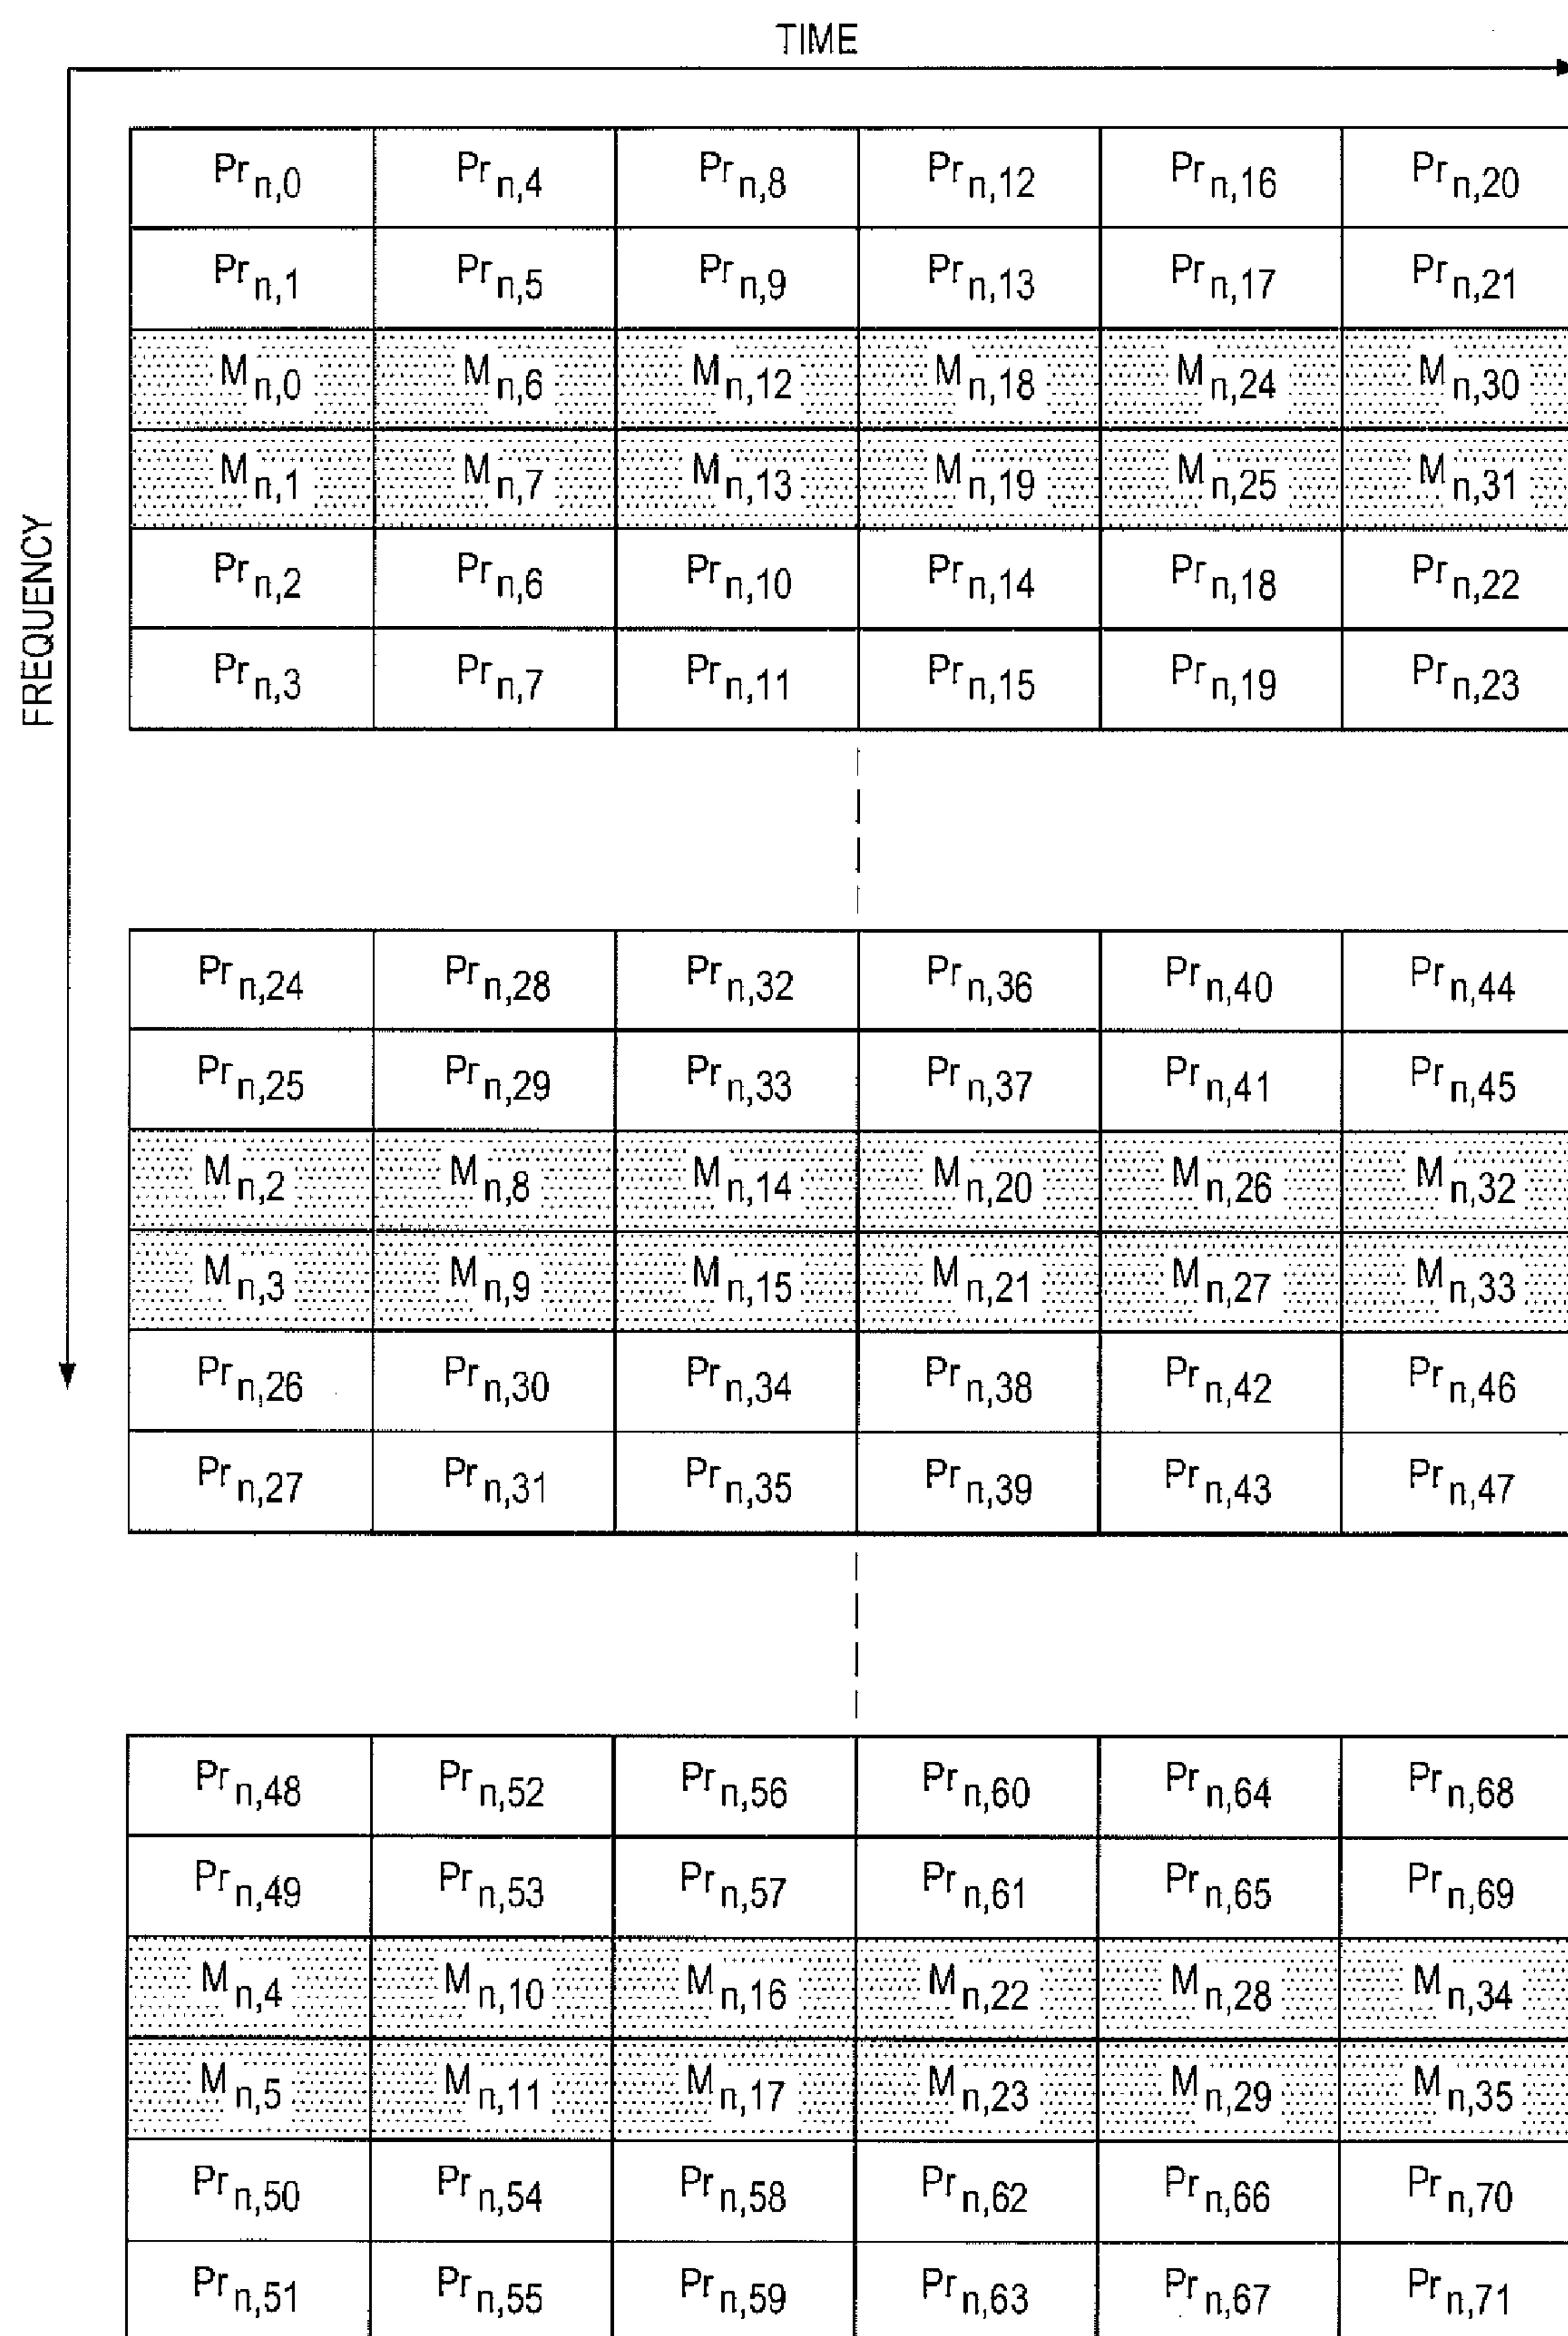 TIME
FREQUENCY
Pr n,0 Pr n,4 Pr n,8 Pr n,12 Pr n,16 Pr n,20
Pr n,1 Pr n,5 Pr n,9 Pr n,13 Pr n,17 Pr n,21
M n,0 M n,6 M n,12 M n,18 M n,24 M n,30
M n,1 M n,7 M n,13 M n,19 M n,25 M n,31
Pr n,2 Pr n,6 Pr n,10 Pr n,14 Pr n,18 Pr n,22
Pr n,3 Pr n,7 Pr n,11 Pr n,15 Pr n,19 Pr n,23
Pr n,24 Pr n,28 Pr n,32 Pr n,36 Pr n,40 Pr n,44
Pr n,25 Pr n,29 Pr n,33 Pr n,37 Pr n,41 Pr n,45
M n,2 M n,8 M n,14 M n,20 M n,26 M n,32
M n,3 M n,9 M n,15 M n,21 M n,27 M n,33
Pr n,26 Pr n,30 Pr n,34 Pr n,38 Pr n,42 Pr n,46
Pr n,27 Pr n,31 Pr n,35 Pr n,39 Pr n,43 Pr n,47
Pr n,48 Pr n,52 Pr n,56 Pr n,60 Pr n,64 Pr n,68
Pr n,49 Pr n,53 Pr n,57 Pr n,61 Pr n,65 Pr n,69
M n,4 M n,10 M n,16 M n,22 M n,28 M n,34
M n,5 M n,11 M n,17 M n,23 M n,29 M n,35
Pr n,50 Pr n,54 Pr n,58 Pr n,62 Pr n,66 Pr n,70
Pr n,51 Pr n,55 Pr n,59 Pr n,63 Pr n,67 Pr n,71